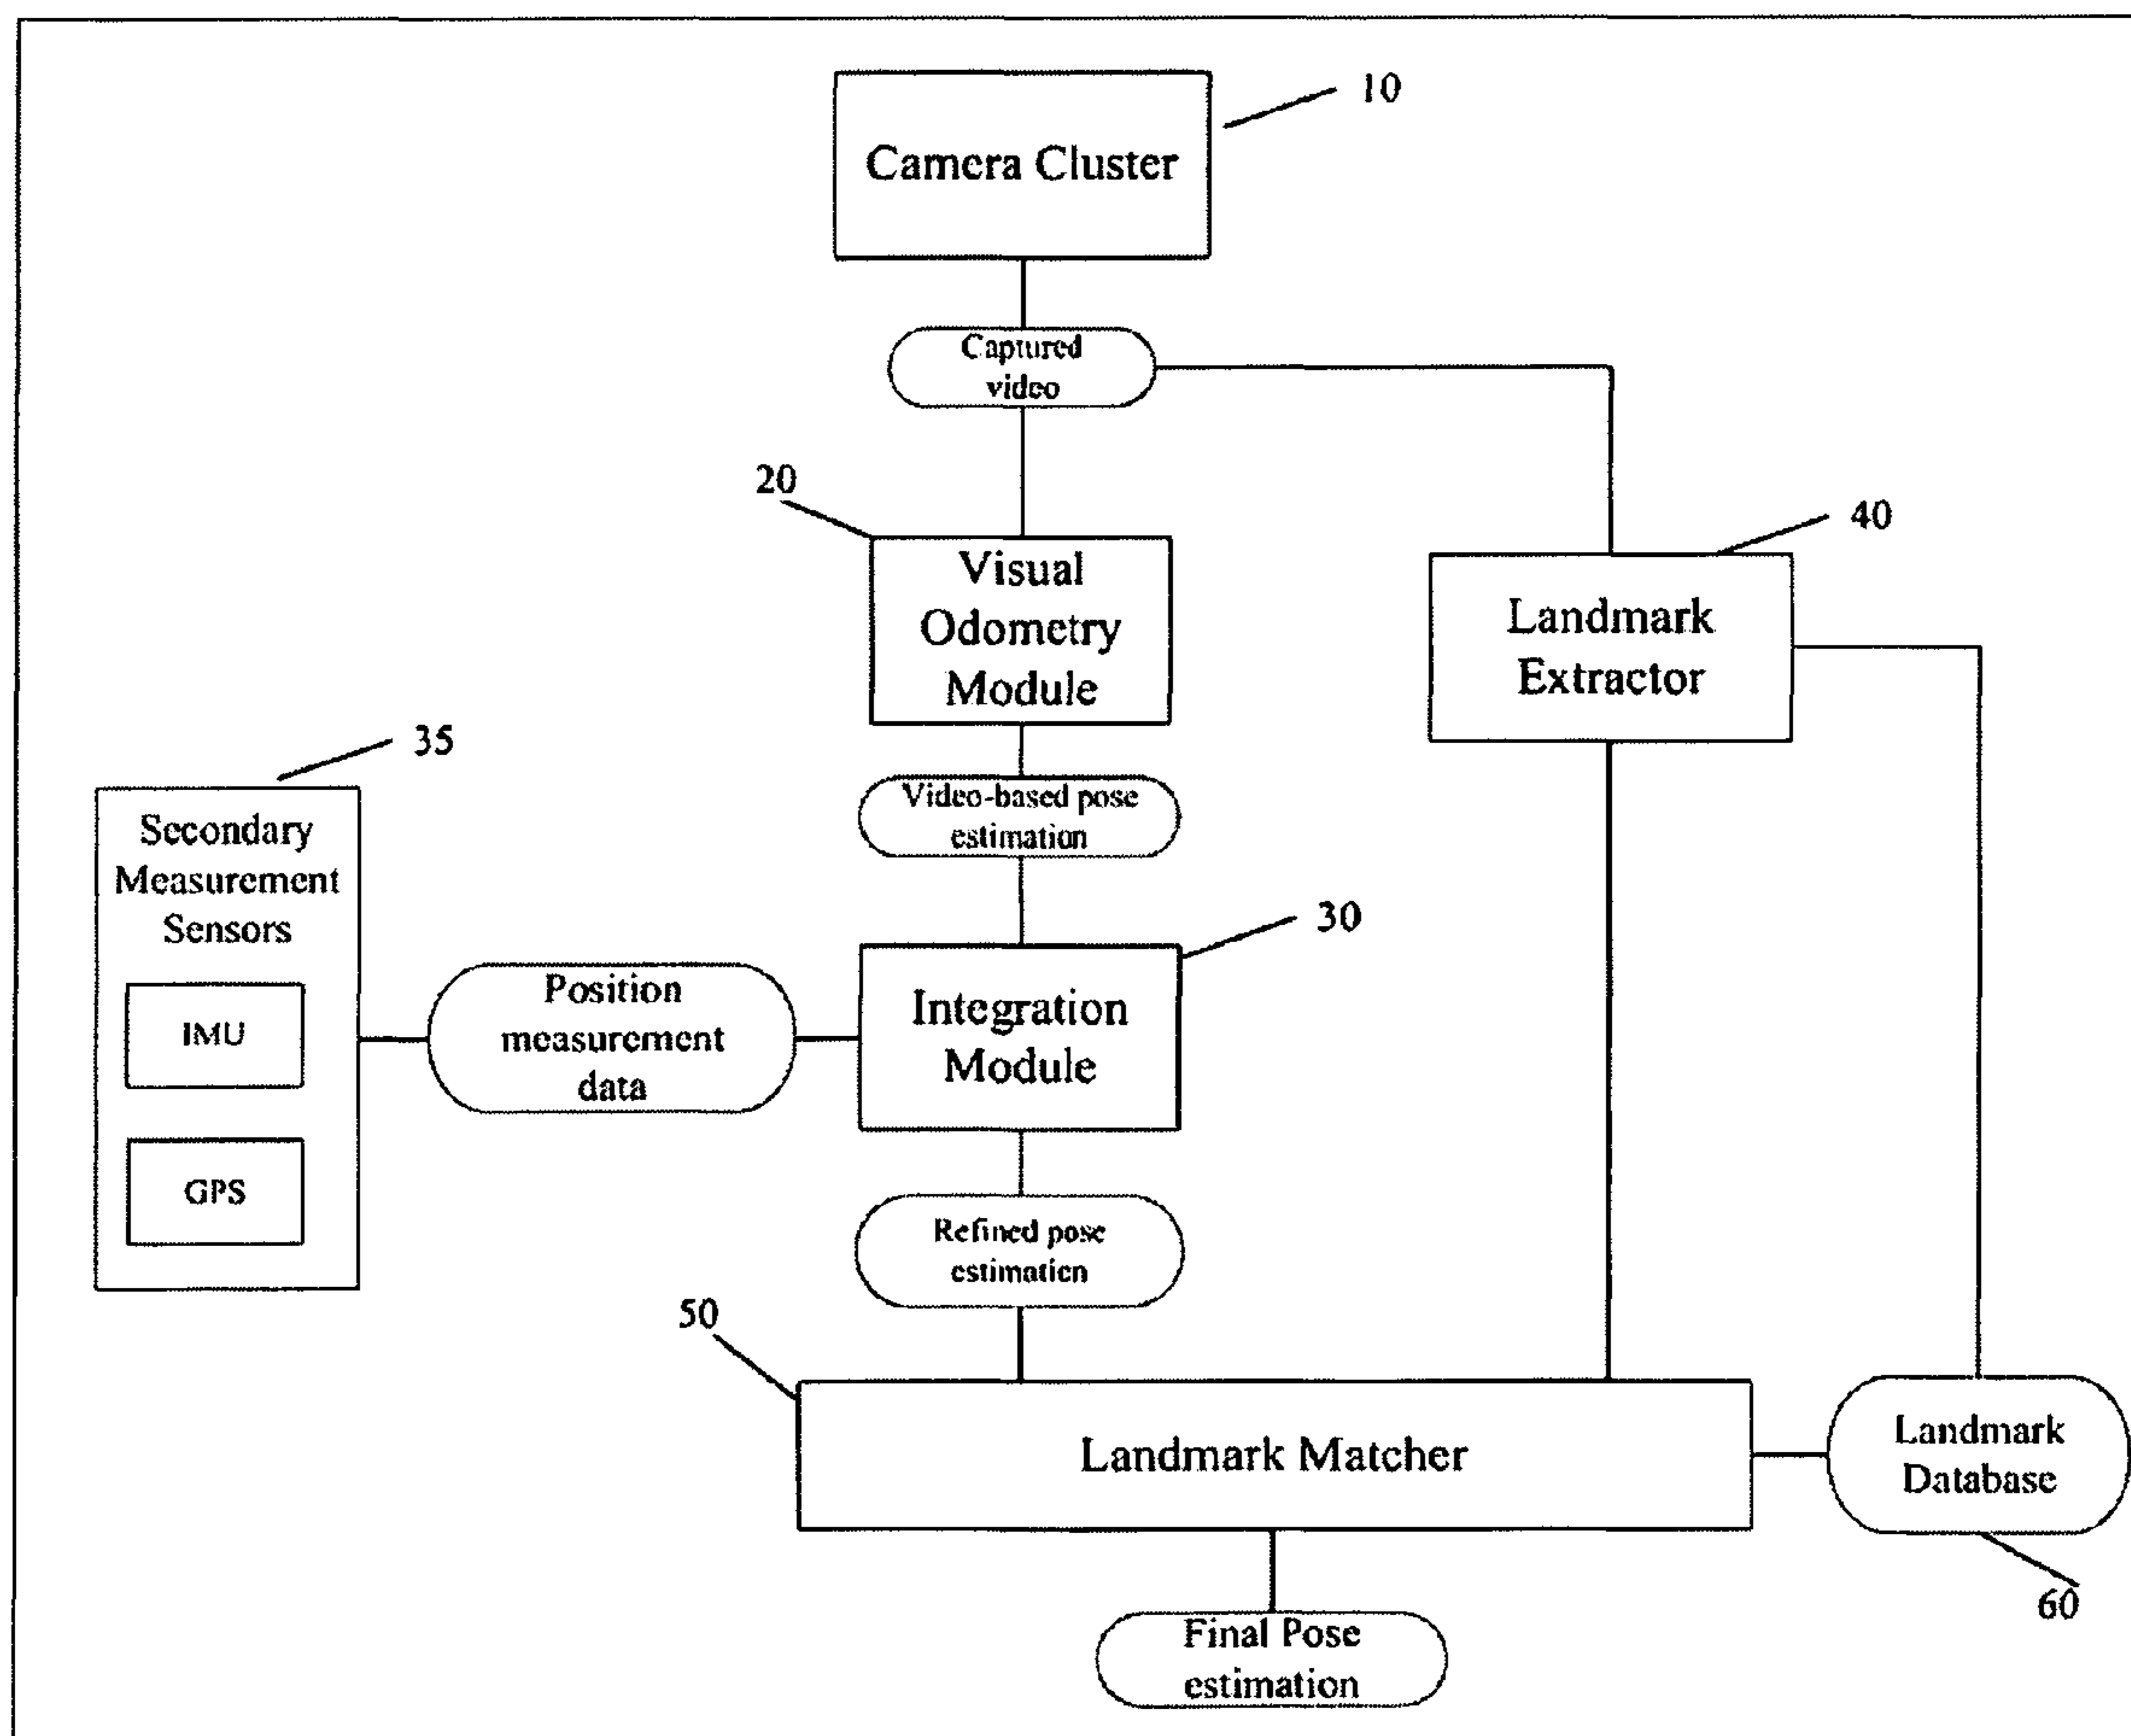 10
Camera Cluster
Captured
video
20
Visual
Odometry
Module
40
Landmark
Extractor
35
Secondary
Measurement
Sensors
IMU
GPS
Video-based pose
estimation
30
Position
measurement
data
Integration
Module
Refined pose
estimation
50
Landmark Matcher
Landmark
Database
60
Final Pose
estimation